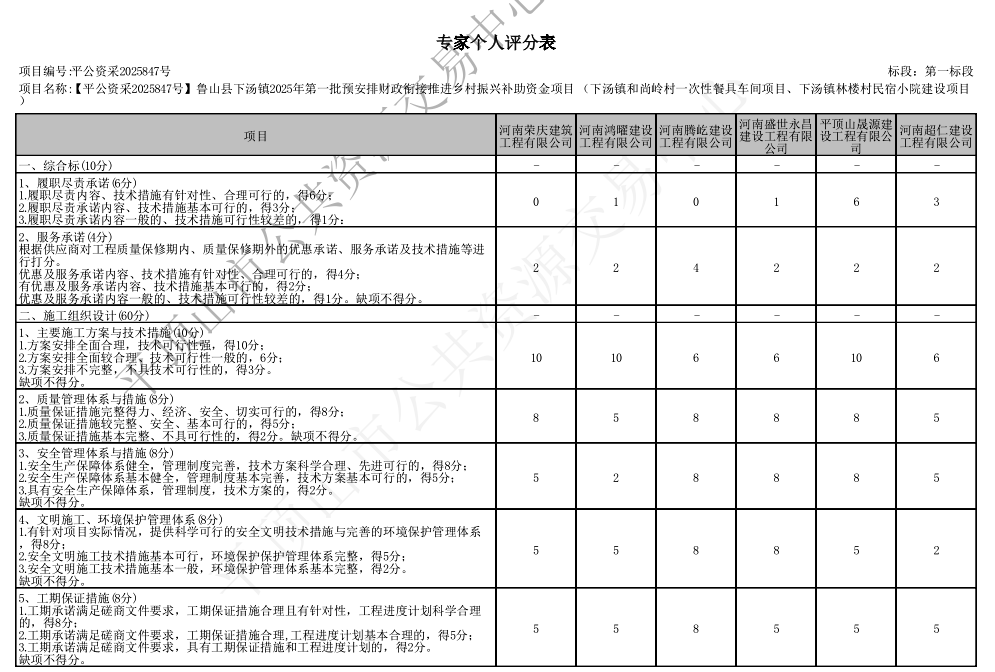 专家个人评分表
项目编号:平公资采2025847号
标段: 第一标段
项目名称:【平公资采2025847号】鲁山县下汤镇2025年第一批预安排财政衔接推进乡村振兴补助资金项目 (下汤镇和尚岭村一次性餐具车间项目、下汤镇林楼村民宿小院建设项目
)
项目
河南荣庆建筑
工程有限公司
河南鸿曜建设
工程有限公司
河南腾屹建设
工程有限公司
河南盛世永昌
建设工程有限
公司
平顶山晟源建
设工程有限公
司
河南超仁建设
工程有限公司
一、综合标(10分) - - - - - -
1、履职尽责承诺(6分)
1.履职尽责内容、技术措施有针对性、合理可行的, 得6分;
2.履职尽责承诺内容、技术措施基本可行的, 得3分;
3.履职尽责承诺内容一般的、技术措施可行性较差的, 得1分:
0 1 0 1 6 3
2、服务承诺(4分)
根据供应商对工程质量保修期内、质量保修期外的优惠承诺、服务承诺及技术措施等进
行打分。
优惠及服务承诺内容、技术措施有针对性、合理可行的, 得4分;
有优惠及服务承诺内容、技术措施基本可行的, 得2分;
优惠及服务承诺内容一般的、技术措施可行性较差的, 得1分。缺项不得分。
2 2 4 2 2 2
二、施工组织设计(60分) - - - - - -
1、主要施工方案与技术措施(10分)
1.方案安排全面合理, 技术可行性强, 得10分;
2.方案安排全面较合理, 技术可行性一般的, 6分;
3.方案安排不完整, 不具技术可行性的, 得3分。
缺项不得分。
10 10 6 6 10 6
2、质量管理体系与措施(8分)
1.质量保证措施完整得力、经济、安全、切实可行的, 得8分;
2.质量保证措施较完整、安全、基本可行的, 得5分;
3.质量保证措施基本完整、不具可行性的, 得2分。缺项不得分。
8 5 8 8 8 5
3、安全管理体系与措施(8分)
1.安全生产保障体系健全, 管理制度完善, 技术方案科学合理、先进可行的, 得8分;
2.安全生产保障体系基本健全, 管理制度基本完善, 技术方案基本可行的, 得5分;
3.具有安全生产保障体系, 管理制度, 技术方案的, 得2分。
缺项不得分。
5 2 8 8 8 5
4、文明施工、环境保护管理体系(8分)
1.有针对项目实际情况, 提供科学可行的安全文明技术措施与完善的环境保护管理体系
, 得8分;
2.安全文明施工技术措施基本可行, 环境保护保护管理体系完整, 得5分;
3.安全文明施工技术措施基本一般, 环境保护管理体系基本完整, 得2分。
缺项不得分。
5 5 8 8 5 2
5、工期保证措施(8分)
1.工期承诺满足磋商文件要求, 工期保证措施合理且有针对性, 工程进度计划科学合理
的, 得8分;
2.工期承诺满足磋商文件要求, 工期保证措施合理,工程进度计划基本合理的, 得5分;
3.工期承诺满足磋商文件要求, 具有工期保证措施和工程进度计划的, 得2分。
缺项不得分。
5 5 8 5 5 5
平顶山市公共资源交易中心
平顶山市公共资源交易中心